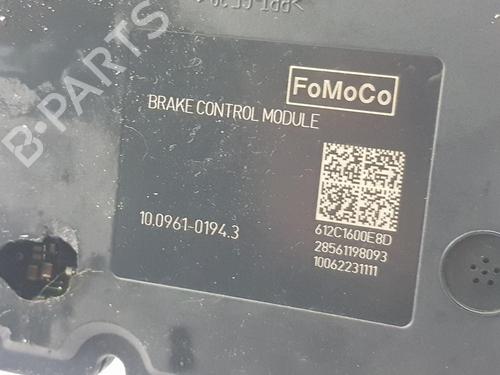 FoMoCo
BRAKE CONTROL MODULE
10.0961-0194.3
612C1600E8D
28561198093
10062231111
B-PARTS